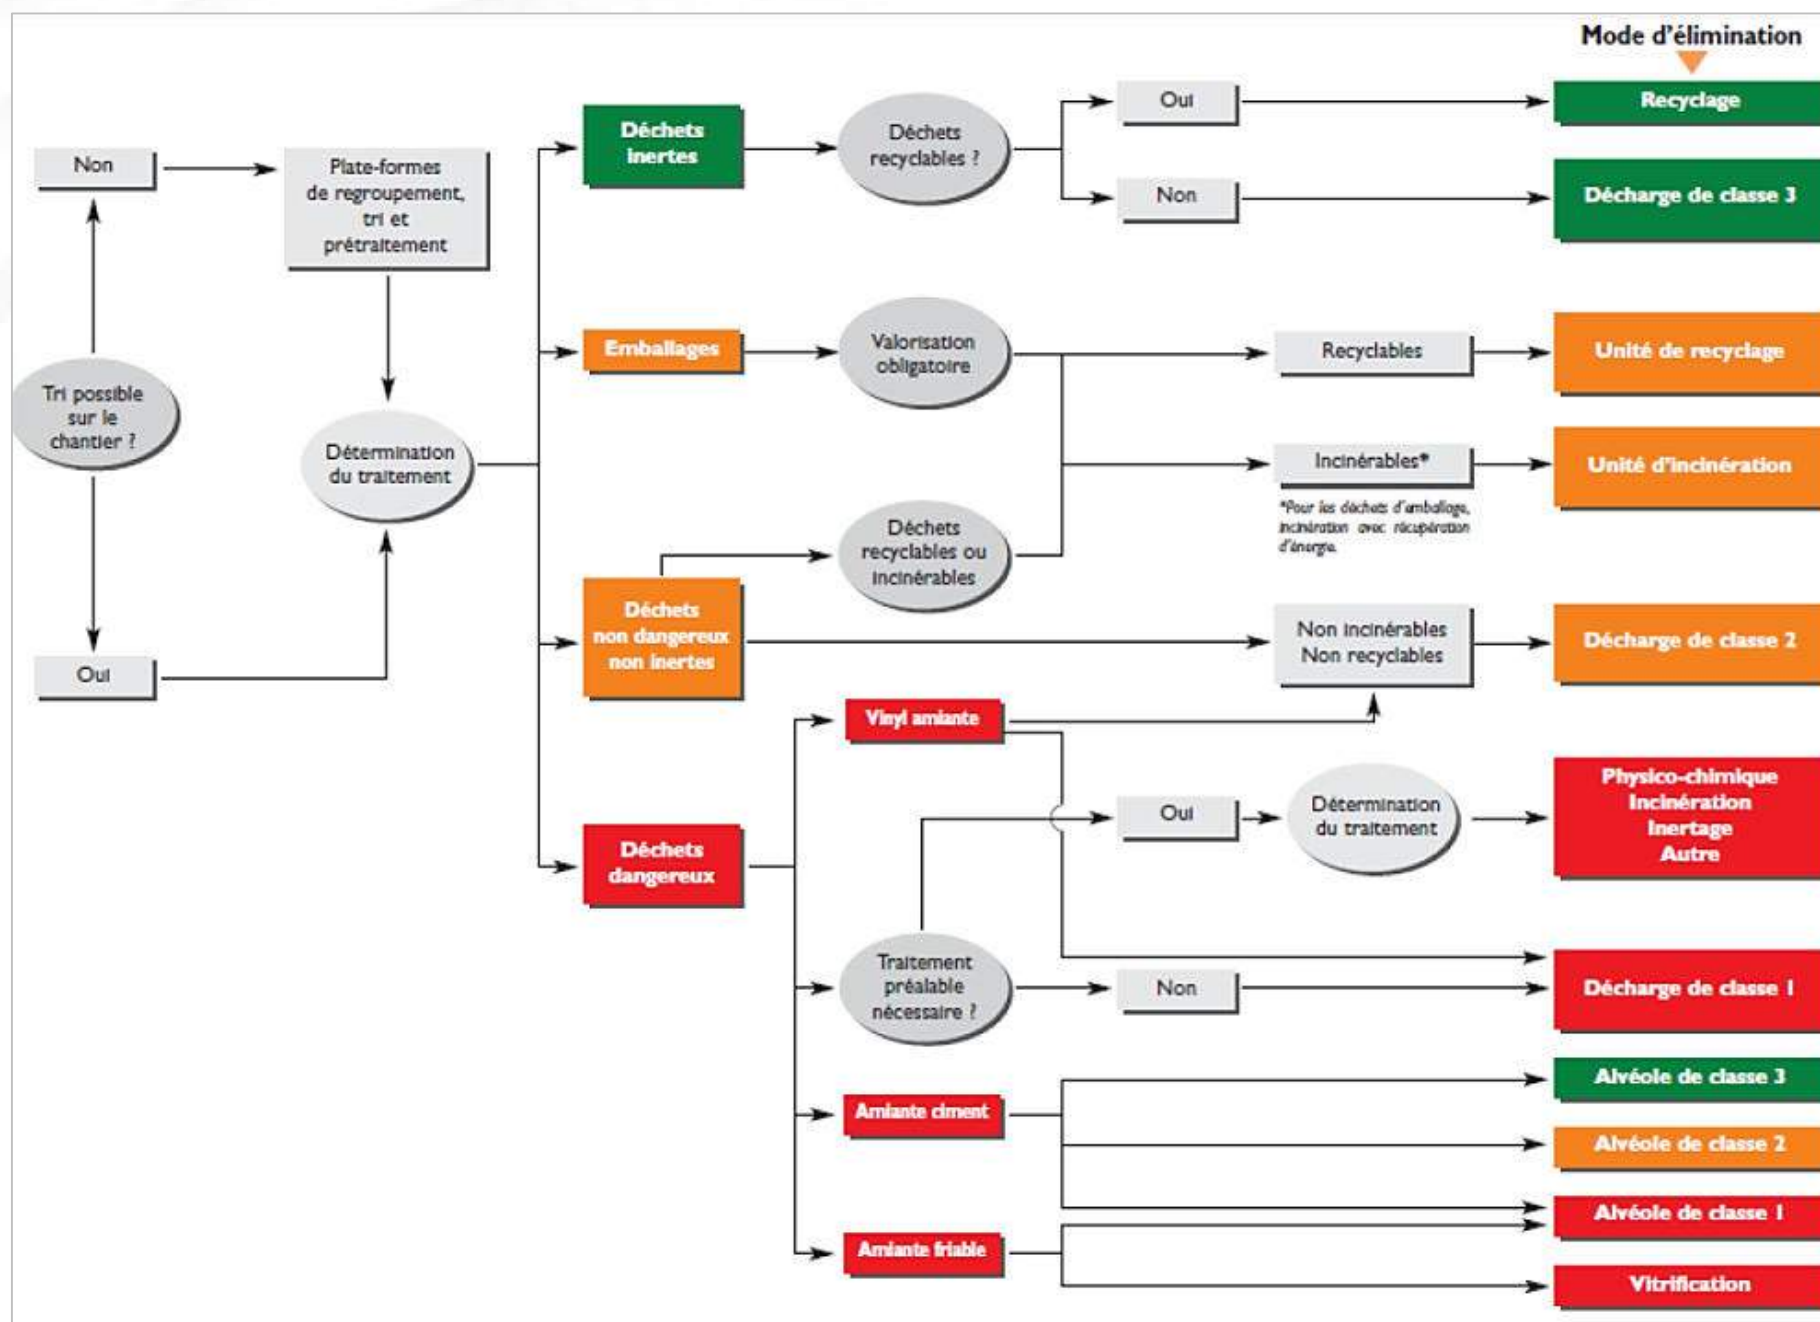 Mode d'élimination
Non
Plate-formes
de regroupement,
tri et
prétraitement
Tri possible
sur le
chantier ?
Oui
Détermination
du traitement
Déchets
inertes
Déchets
recyclables ?
Oui
Recyclage
Non
Décharge de classe 3
Emballages
Valorisation
obligatoire
Recyclables
Unité de recyclage
Incinérables*
Unité d'incinération
*Pour les déchets d'emballage,
incinération avec récupération
d'énergie.
Déchets
recyclables ou
incinérables
Déchets
non dangereux
non inertes
Non incinérables
Non recyclables
Décharge de classe 2
Déchets
dangereux
Vinyl amiante
Oui
Détermination
du traitement
Physico-chimique
Incinération
Inertage
Autre
Traitement
préalable
nécessaire ?
Non
Décharge de classe 1
Amiante ciment
Alvéole de classe 3
Alvéole de classe 2
Alvéole de classe 1
Amiante friable
Vitrification